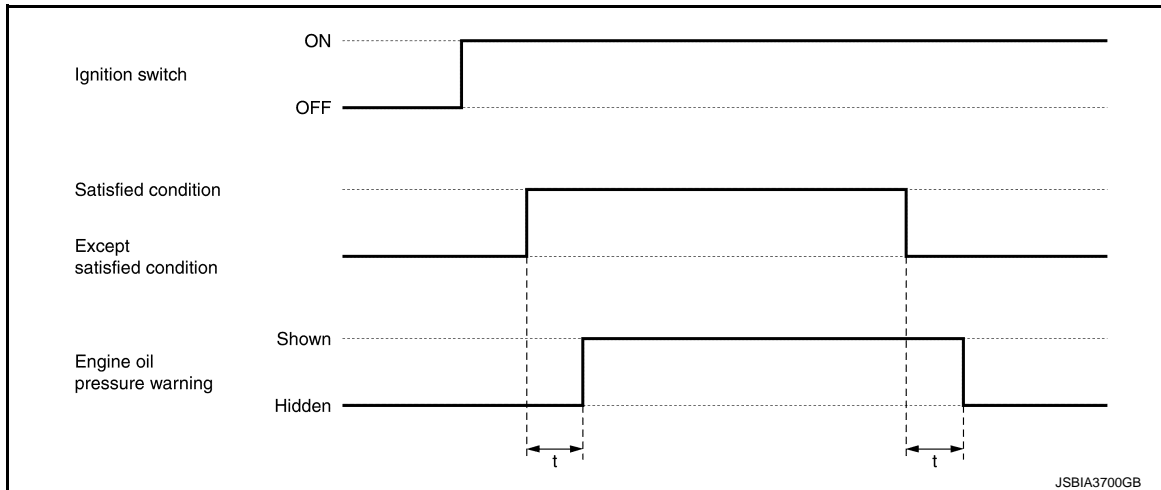 ON
Ignition switch
OFF
Satisfied condition
Except
satisfied condition
Shown
Engine oil
pressure warning
Hidden
t
t
JSBIA3700GB